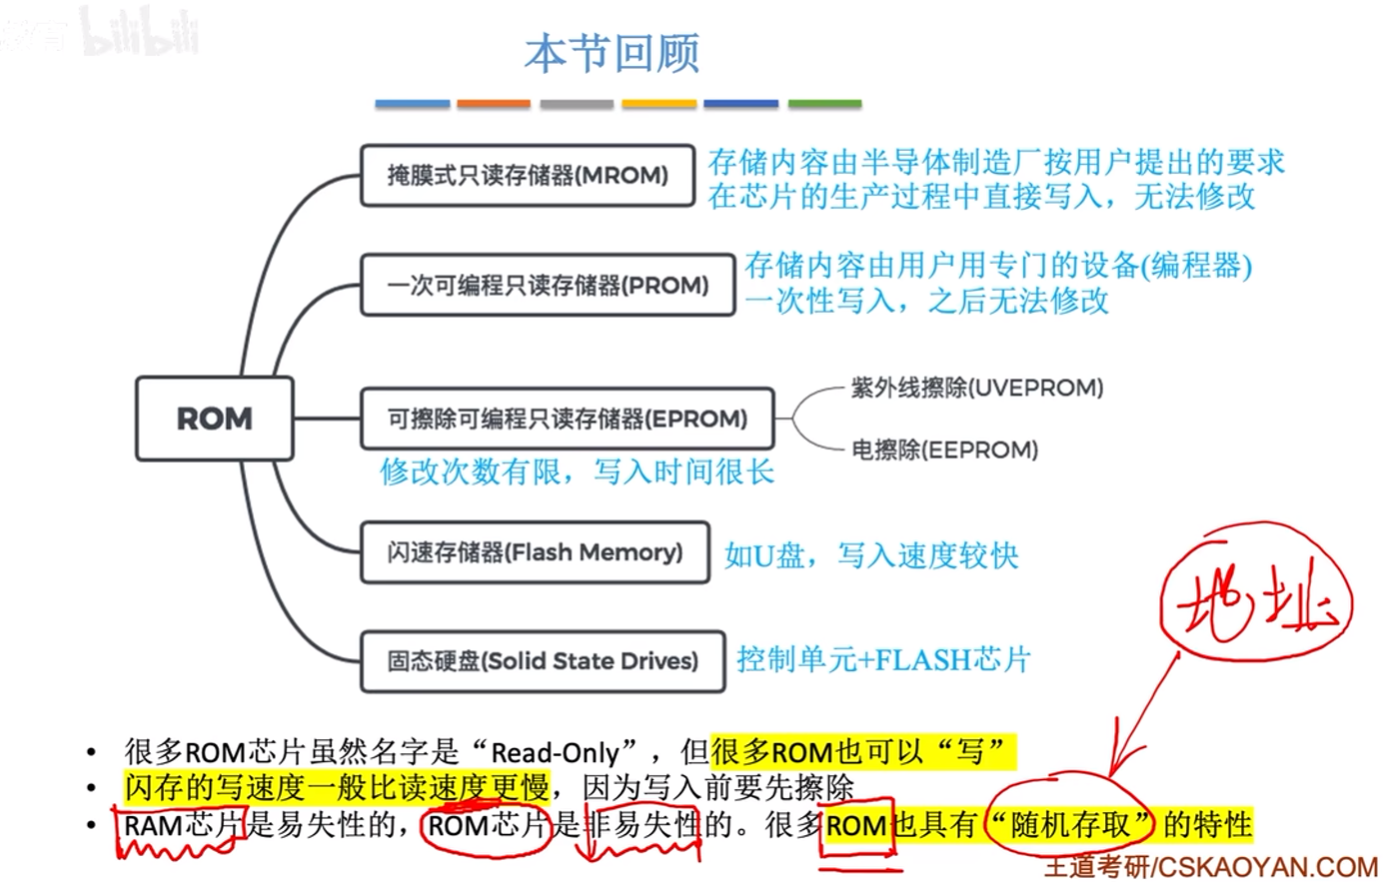 教育 bilibili
本节回顾
掩膜式只读存储器(MROM)
存储内容由半导体制造厂按用户提出的要求
在芯片的生产过程中直接写入，无法修改
一次可编程只读存储器(PROM)
存储内容由用户用专门的设备(编程器)
一次性写入，之后无法修改
ROM
可擦除可编程只读存储器(EPROM)
紫外线擦除(UVEPROM)
电擦除(EEPROM)
修改次数有限，写入时间很长
闪速存储器(Flash Memory)
如U盘，写入速度较快
地址
固态硬盘(Solid State Drives)
控制单元+FLASH芯片
• 很多ROM芯片虽然名字是“Read-Only”，但很多ROM也可以“写”
• 闪存的写速度一般比读速度更慢，因为写入前要先擦除
• RAM芯片是易失性的，ROM芯片是非易失性的。很多ROM也具有“随机存取”的特性
王道考研/CSKAOYAN.COM